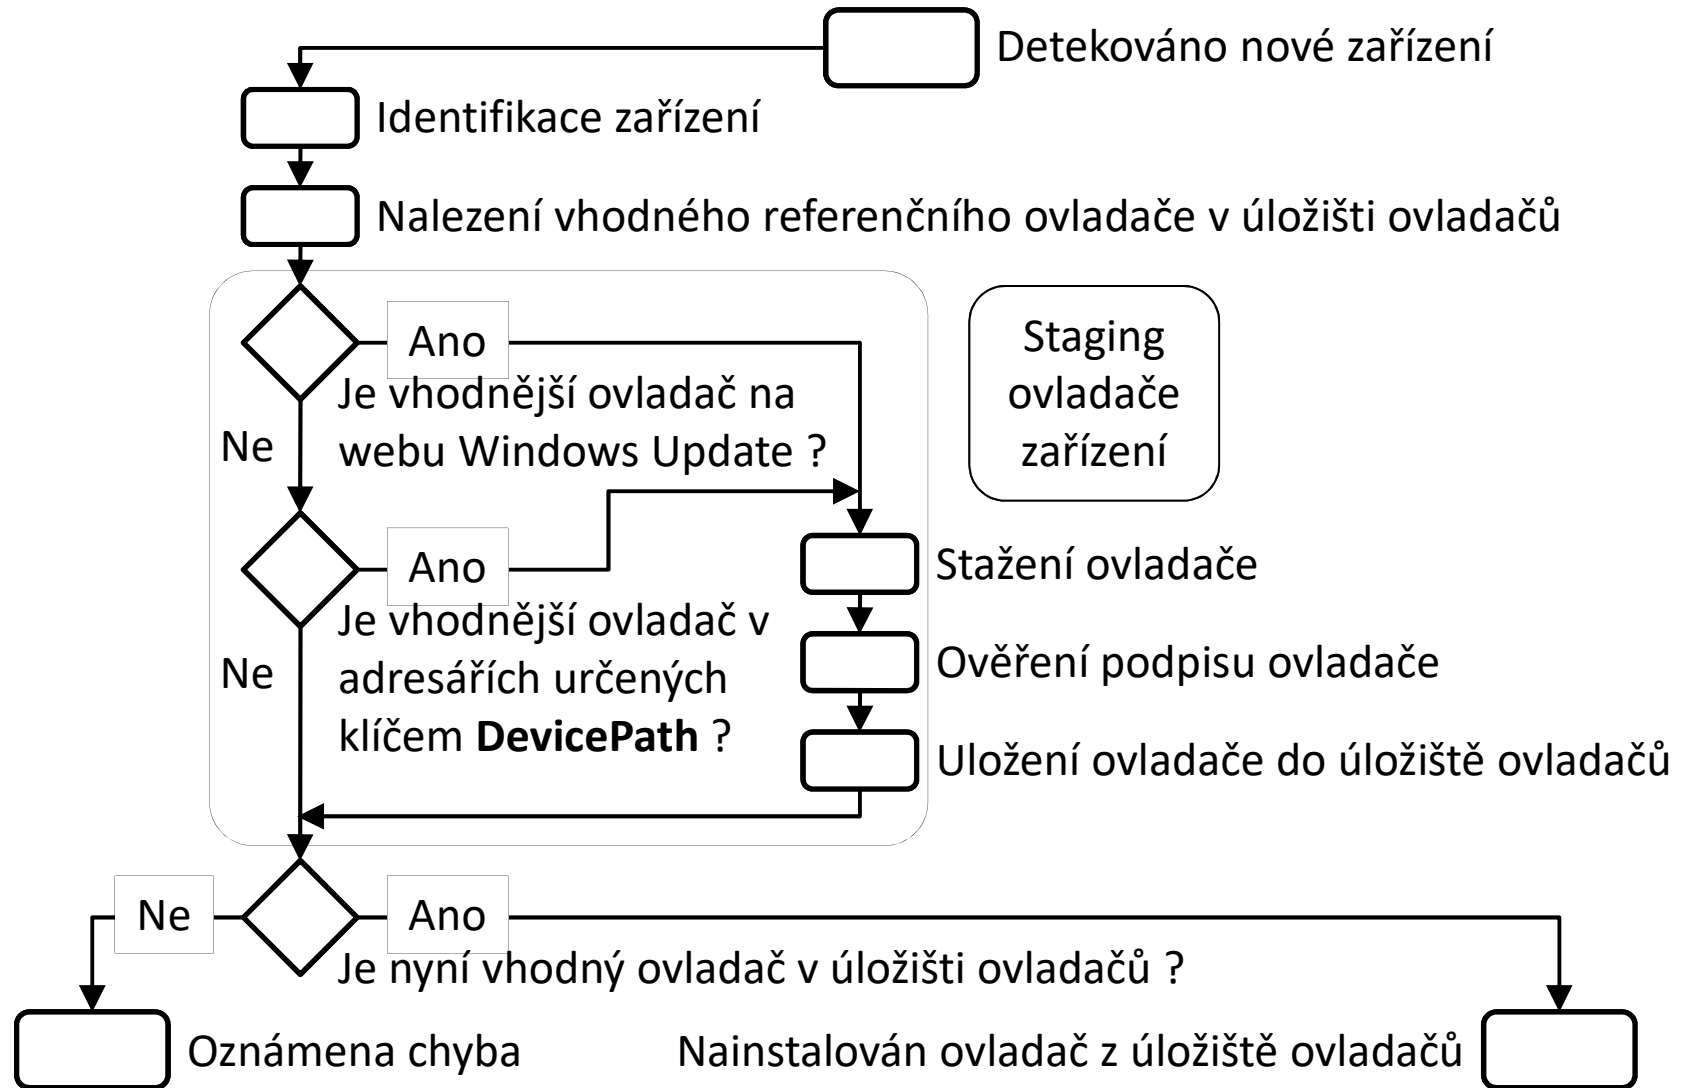 Detekováno nové zařízení
Identifikace zařízení
Nalezení vhodného referenčního ovladače v úložišti ovladačů
Ano
Je vhodnější ovladač na
webu Windows Update ?
Ne
Staging
ovladače
zařízení
Ano
Je vhodnější ovladač v
adresářích určených
klíčem DevicePath ?
Ne
Stažení ovladače
Ověření podpisu ovladače
Uložení ovladače do úložiště ovladačů
Ne
Ano
Je nyní vhodný ovladač v úložišti ovladačů ?
Oznámena chyba
Nainstalován ovladač z úložiště ovladačů